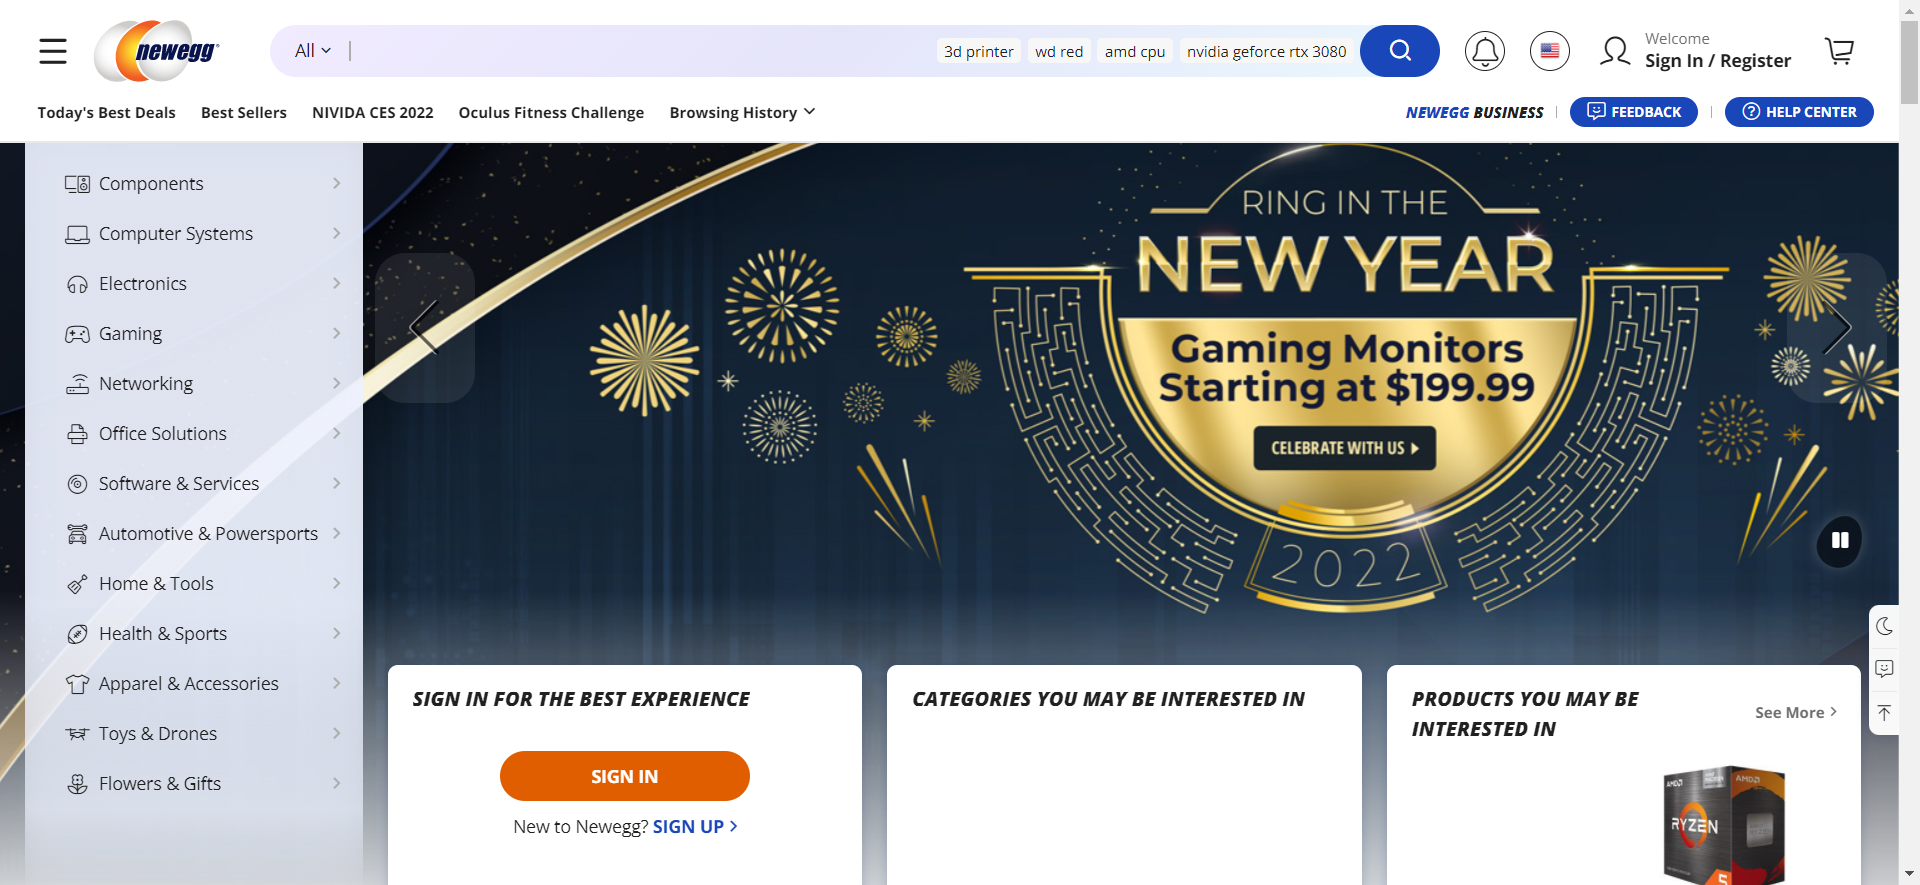 newegg
All
3d printer
wd red
amd cpu
nvidia geforce rtx 3080
Welcome
Sign In / Register
Today's Best Deals
Best Sellers
NIVIDA CES 2022
Oculus Fitness Challenge
Browsing History
NEWEGG BUSINESS
FEEDBACK
HELP CENTER
Components
Computer Systems
Electronics
Gaming
Networking
Office Solutions
Software & Services
Automotive & Powersports
Home & Tools
Health & Sports
Apparel & Accessories
Toys & Drones
Flowers & Gifts
RING IN THE
NEW YEAR
Gaming Monitors
Starting at $199.99
CELEBRATE WITH US
2022
SIGN IN FOR THE BEST EXPERIENCE
SIGN IN
New to Newegg? SIGN UP
CATEGORIES YOU MAY BE INTERESTED IN
PRODUCTS YOU MAY BE
INTERESTED IN
See More
AMD
AMD
RYZEN
5